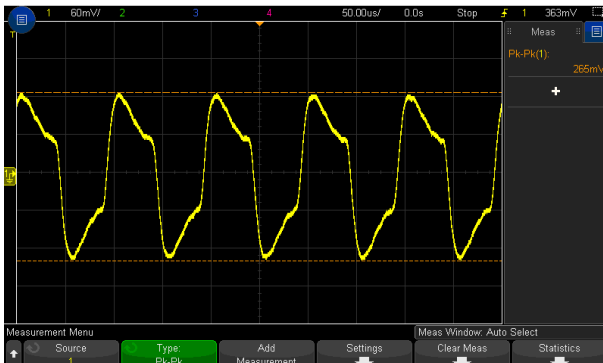 1 60mV/ 2 3 4 50.00us/ 0.0s Stop 1 363mV
Meas
T
Pk-Pk(1):
265mV
+
1
Measurement Menu
Meas Window: Auto Select
Source
1
Type:
Pk-Pk
Add
Measurement
Settings
Clear Meas
Statistics